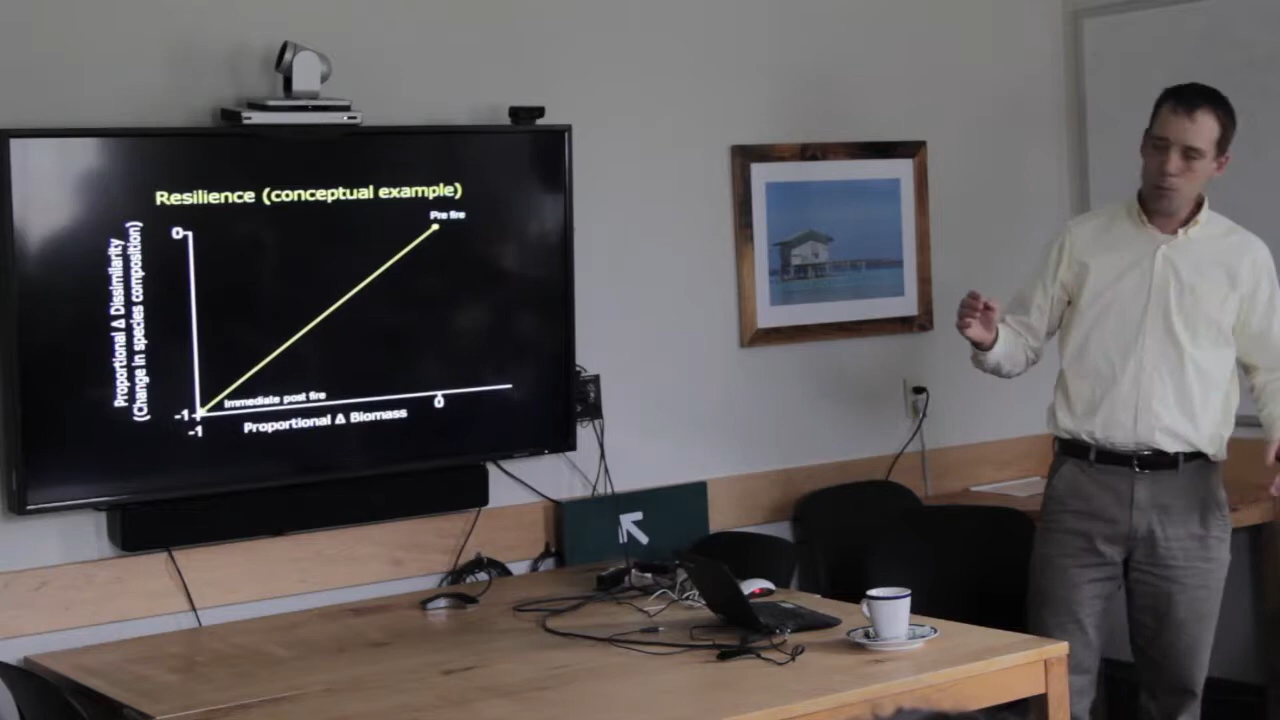 Resilience (conceptual example)
Pre fire
0
Proportional Δ Dissimilarity
(Change in species composition)
Immediate post fire
-1
-1
0
Proportional Δ Biomass